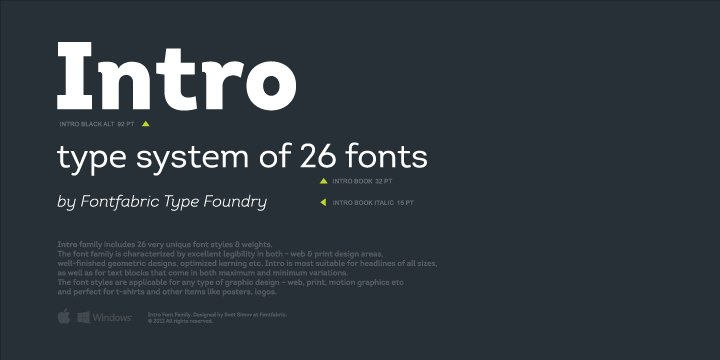 Intro
INTRO BLACK ALT 92 PT
type system of 26 fonts
INTRO BOOK 32 PT
by Fontfabric Type Foundry
INTRO BOOK ITALIC 15 PT
Intro family includes 26 very unique font styles & weights.
The font family is characterized by excellent legibility in both - web & print design areas,
well-finished geometric designs, optimized kerning etc. Intro is most suitable for headlines of all sizes,
as well as for text blocks that come in both maximum and minimum variations.
The font styles are applicable for any type of graphic design - web, print, motion graphics etc
and perfect for t-shirts and other items like posters, logos.
Windows
Intro Font Family. Designed by Svet Simov at Fontfabric.
© 2012 All rights reserved.